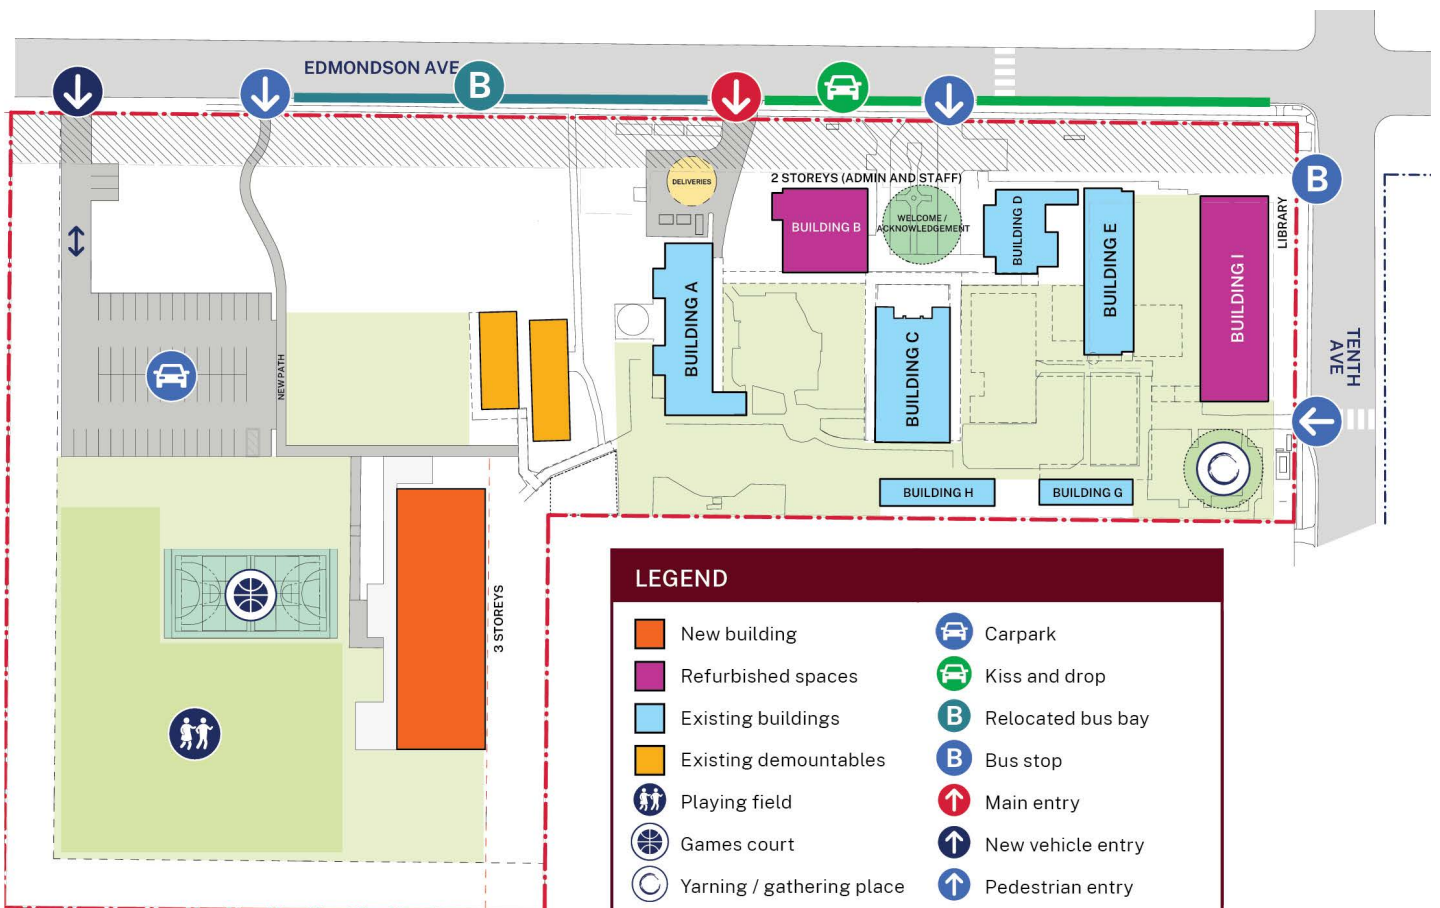 EDMONDSON AVE
B
B
DELIVERIES
2 STOREYS (ADMIN AND STAFF)
BUILDING B
WELCOME /
ACKNOWLEDGEMENT
BUILDING D
BUILDING E
BUILDING I
LIBRARY
BUILDING A
BUILDING C
TENTH
AVE
NEW PATH
BUILDING H
BUILDING G
3 STOREYS
LEGEND
New building
Refurbished spaces
Existing buildings
Existing demountables
Playing field
Games court
Yarning / gathering place
Carpark
Kiss and drop
B Relocated bus bay
B Bus stop
Main entry
New vehicle entry
Pedestrian entry